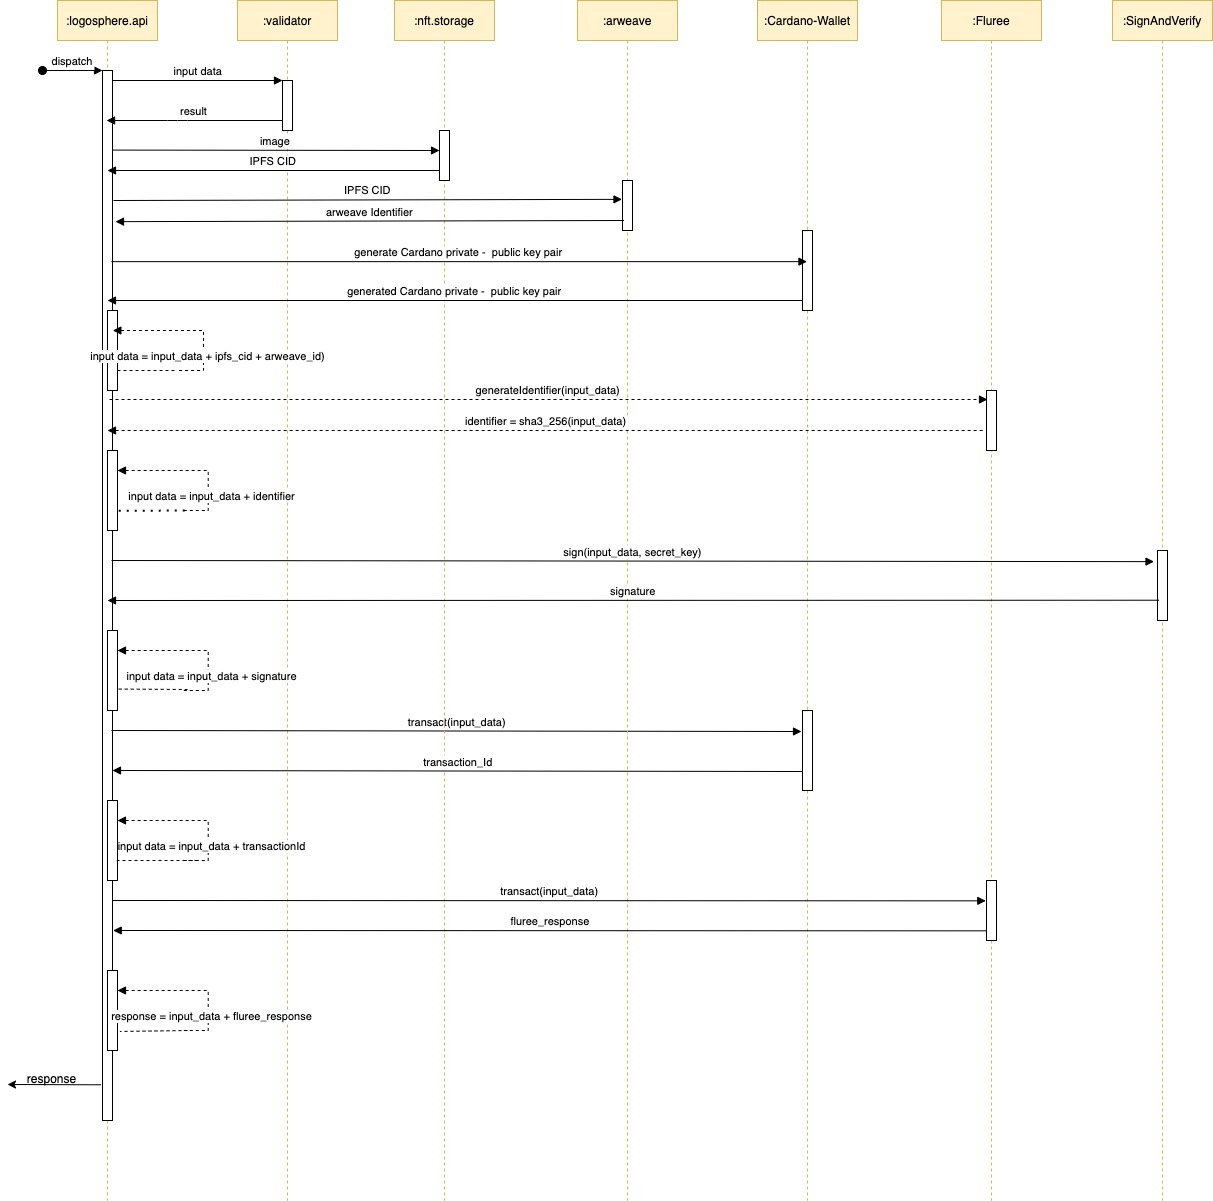 :logosphere.api
:validator
:nft.storage
:arweave
:Cardano-Wallet
:Fluree
:SignAndVerify
dispatch
input data
result
image
IPFS CID
IPFS CID
arweave Identifier
generate Cardano private -  public key pair
generated Cardano private -  public key pair
input data = input_data + ipfs_cid + arweave_id)
generateIdentifier(input_data)
identifier = sha3_256(input_data)
input data = input_data + identifier
sign(input_data, secret_key)
signature
input data = input_data + signature
transact(input_data)
transaction_Id
input data = input_data + transactionId
transact(input_data)
fluree_response
response = input_data + fluree_response
response